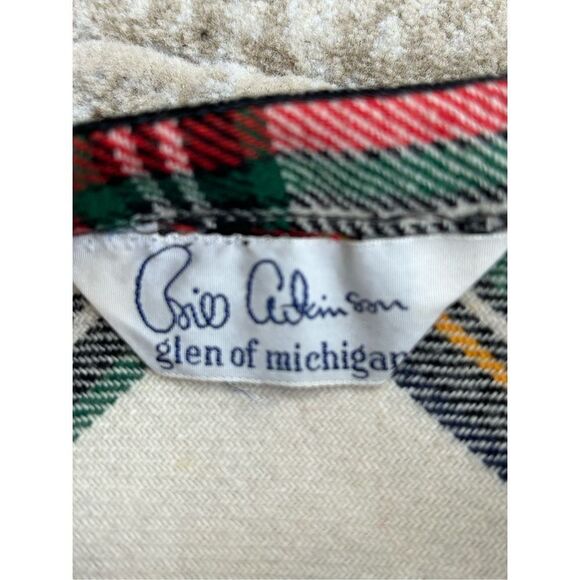 Bill Atkinson
glen of michigan